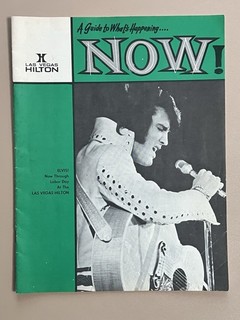 A Guide to What's Happening....
NOW!
LAS VEGAS
HILTON
ELVIS!
Now Through
Labor Day
At The
LAS VEGAS HILTON